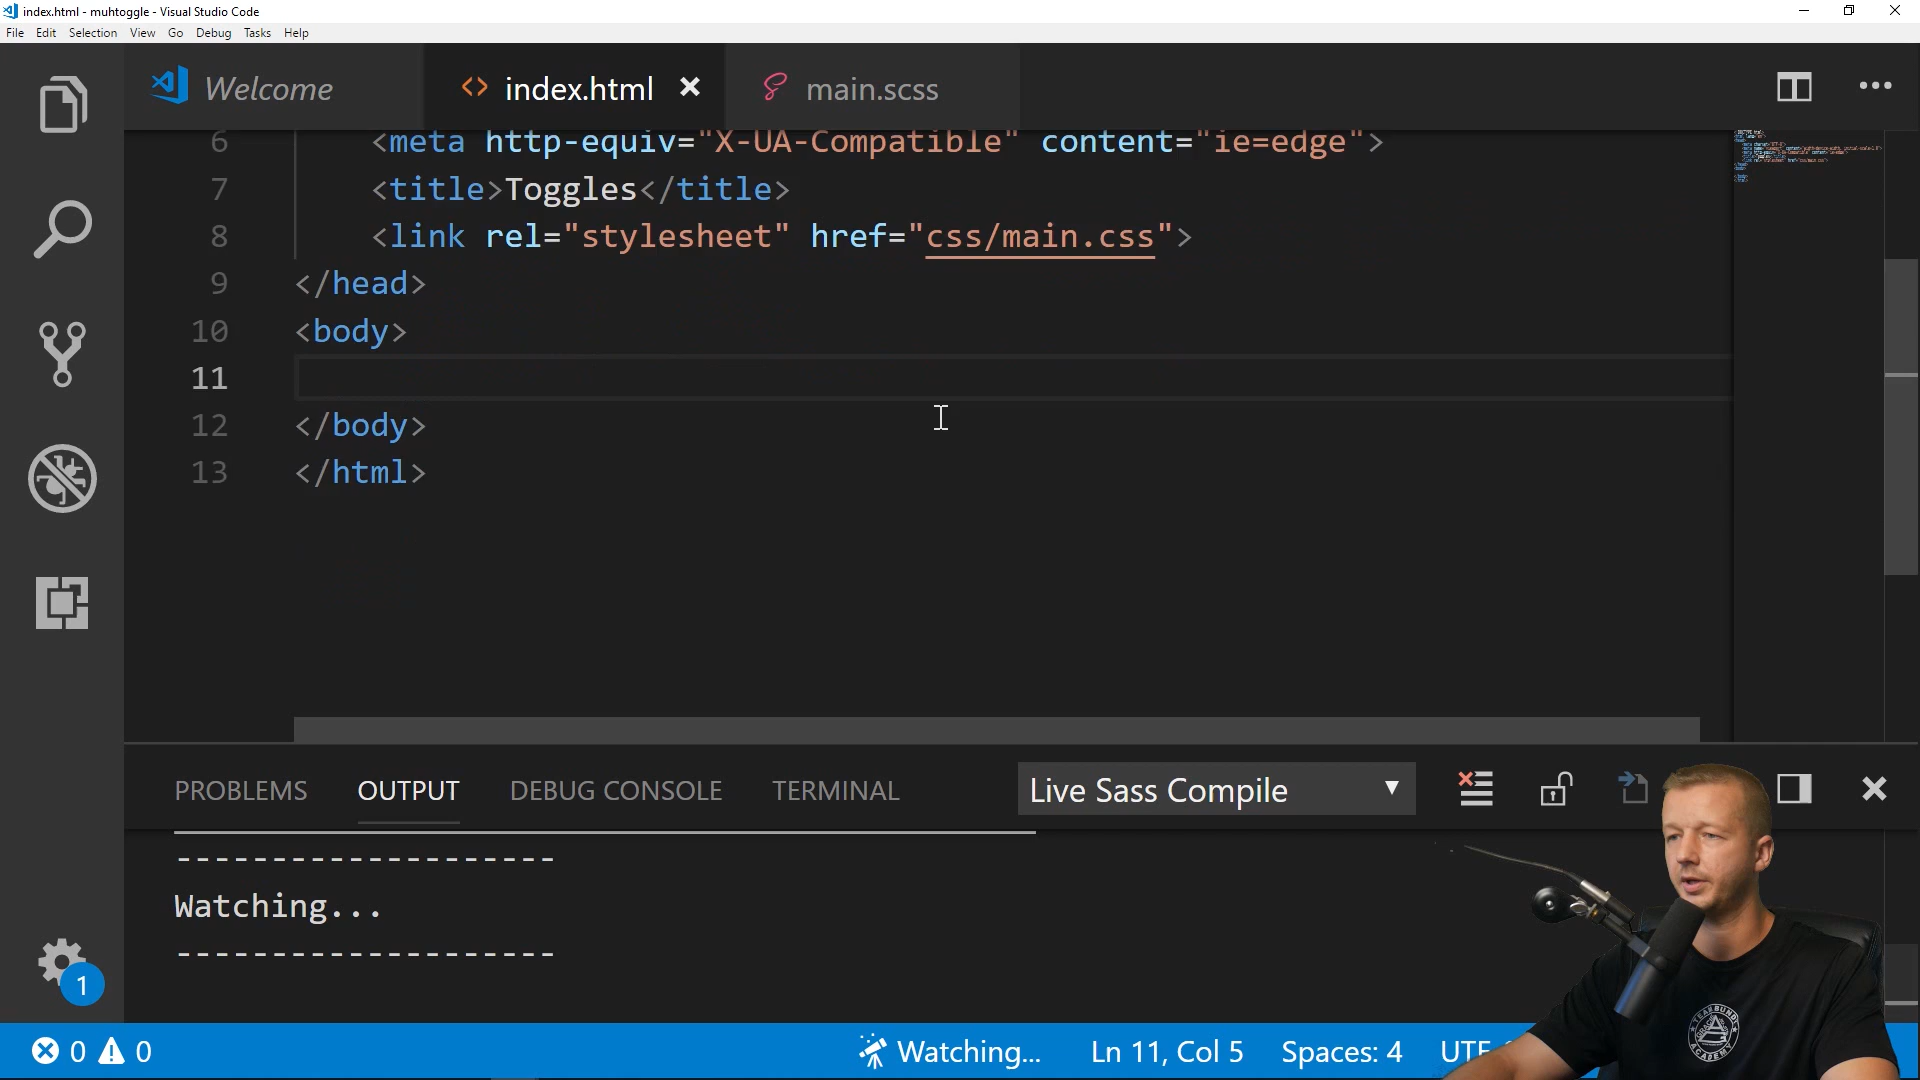 index.html - muhtoggle - Visual Studio Code
File Edit Selection View Go Debug Tasks Help
Welcome index.html main.scss
6 <meta http-equiv="X-UA-Compatible" content="ie=edge">
7 <title>Toggles</title>
8 <link rel="stylesheet" href="css/main.css">
9 </head>
10 <body>
11
12 </body>
13 </html>
PROBLEMS OUTPUT DEBUG CONSOLE TERMINAL Live Sass Compile
--------------------
Watching...
--------------------
1
0 0 Watching... Ln 11, Col 5 Spaces: 4
ACADEMY